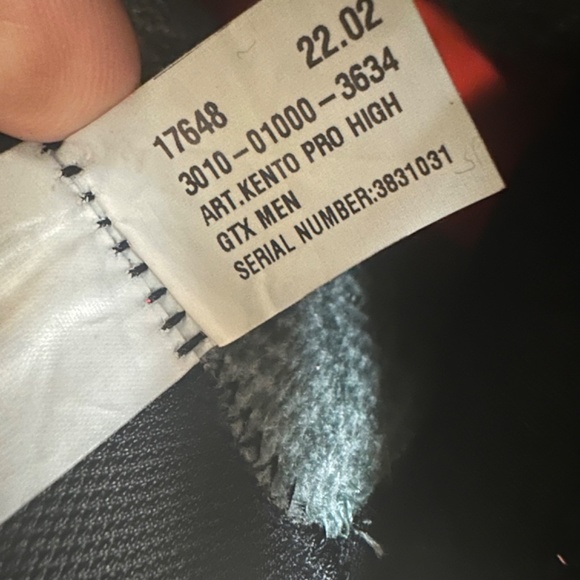 22.02
17648
3010-01000-3634
ART.KENTO PRO HIGH
GTX MEN
SERIAL NUMBER:3831031